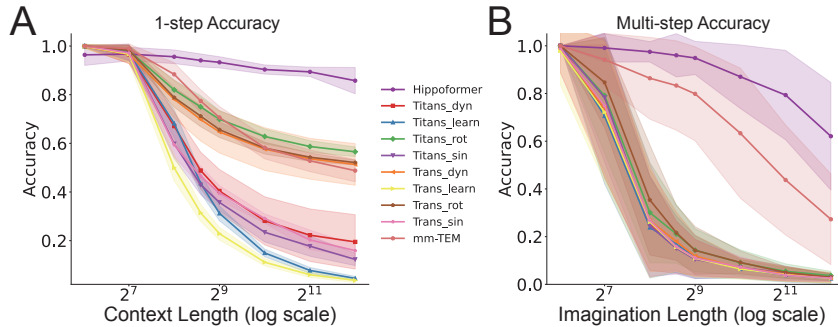 A
1-step Accuracy
Accuracy
1.0
0.8
0.6
0.4
0.2
2^7
2^9
2^11
Context Length (log scale)
Hippoformer
Titans_dyn
Titans_learn
Titans_rot
Titans_sin
Trans_dyn
Trans_learn
Trans_rot
Trans_sin
mm-TEM
B
Multi-step Accuracy
Accuracy
1.0
0.8
0.6
0.4
0.2
0.0
2^7
2^9
2^11
Imagination Length (log scale)